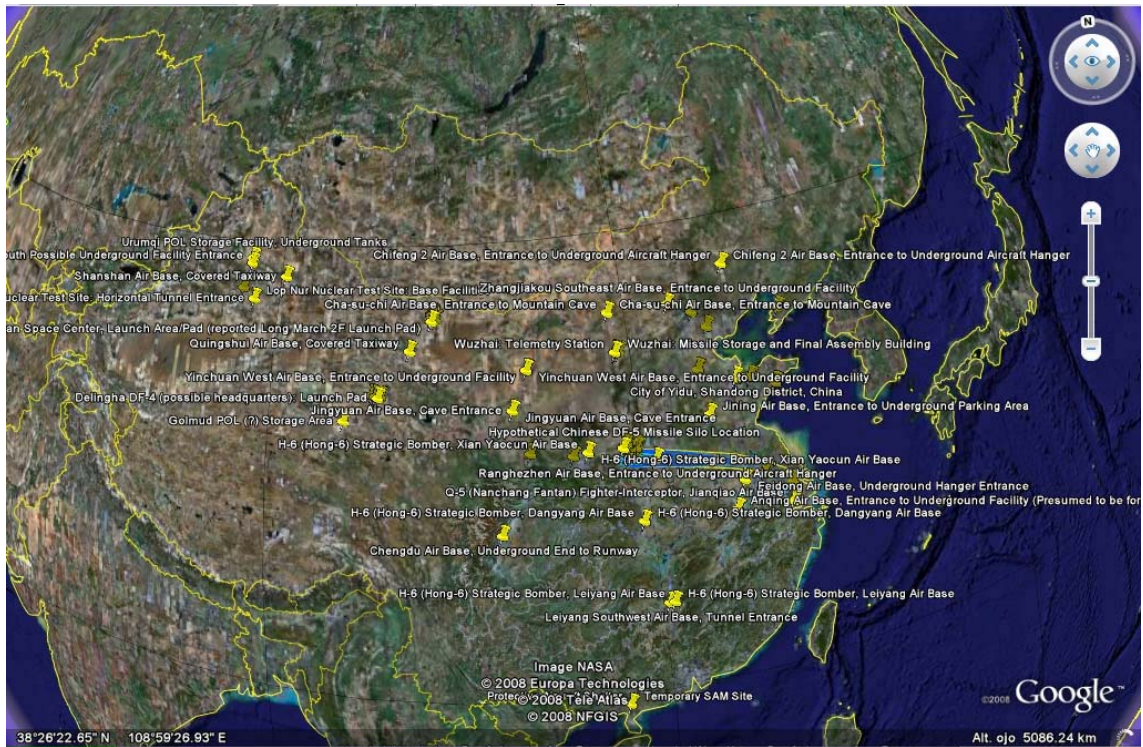 N
Urumqi POL Storage Facility, Underground Tanks
outh Possible Underground Facility Entrance
Chifeng 2 Air Base, Entrance to Underground Aircraft Hanger
Chifeng 2 Air Base, Entrance to Underground Aircraft Hanger
Shanshan Air Base, Covered Taxiway
Lop Nur Nuclear Test Site: Base Facilities
Zhangjiakou Southeast Air Base, Entrance to Underground Facility
uclear Test Site: Horizontal Tunnel Entrance
Cha-su-chi Air Base, Entrance to Mountain Cave
Cha-su-chi Air Base, Entrance to Mountain Cave
an Space Center, Launch Area/Pad (reported Long March 2F Launch Pad)
Quingshui Air Base, Covered Taxiway
Wuzhai: Telemetry Station
Wuzhai: Missile Storage and Final Assembly Building
Yinchuan West Air Base, Entrance to Underground Facility
Yinchuan West Air Base, Entrance to Underground Facility
City of Yidu, Shandong District, China
Delingha DF-4 (possible headquarters): Launch Pad
Jingyuan Air Base, Cave Entrance
Jining Air Base, Entrance to Underground Parking Area
Golmud POL (?) Storage Area
Jingyuan Air Base, Cave Entrance
Hypothetical Chinese DF-5 Missile Silo Location
H-6 (Hong-6) Strategic Bomber, Xian Yaocun Air Base
H-6 (Hong-6) Strategic Bomber, Xian Yaocun Air Base
Ranghezhen Air Base, Entrance to Underground Aircraft Hanger
Feidong Air Base, Underground Hanger Entrance
Q-5 (Nanchang Fantan) Fighter-Interceptor, Jianqiao Air Base
Anqing Air Base, Entrance to Underground Facility (Presumed to be for
H-6 (Hong-6) Strategic Bomber, Dangyang Air Base
H-6 (Hong-6) Strategic Bomber, Dangyang Air Base
Chengdu Air Base, Underground End to Runway
H-6 (Hong-6) Strategic Bomber, Leiyang Air Base
H-6 (Hong-6) Strategic Bomber, Leiyang Air Base
Leiyang Southwest Air Base, Tunnel Entrance
Image NASA
© 2008 Europa Technologies
Temporary SAM Site
© 2008 Tele Atlas
© 2008 NFGIS
©2008 Google™
38°26'22.65" N 108°59'26.93" E
Alt. ojo 5086.24 km